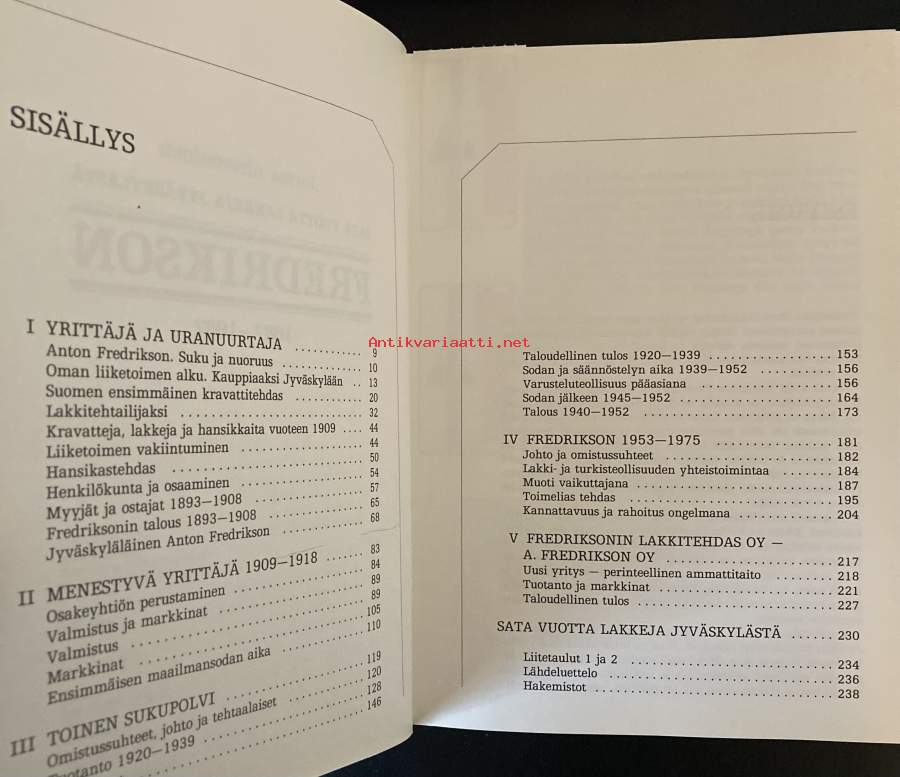 SISÄLLYS
I YRITTÄJÄ JA URANUURTAJA ............ 9
Anton Fredrikson. Suku ja nuoruus ............ 10
Oman liiketoimen alku. Kauppiaaksi Jyväskylään .. 13
Suomen ensimmäinen kravattitehdas .......... 20
Lakkitehtailijaksi ............ 32
Kravatteja, lakkeja ja hansikkaita vuoteen 1909 .... 44
Liiketoimen vakiintuminen ............ 44
Hansikastehdas ............ 50
Henkilökunta ja osaaminen ............ 54
Myyjät ja ostajat 1893—1908 ............ 57
Fredriksonin talous 1893—1908 ............ 65
Jyväskyläläinen Anton Fredrikson ............ 68
II MENESTYVÄ YRITTÄJÄ 1909—1918 ....... 83
Osakeyhtiön perustaminen ............ 84
Valmistus ja markkinat ............ 89
Valmistus ............ 89
Markkinat ............ 105
Ensimmäisen maailmansodan aika ............ 110
III TOINEN SUKUPOLVI ............ 119
Omistussuhteet, johto ja tehtaalaiset ............ 120
Tuotanto 1920—1939 ............ 128
146
Antikvariaatti.net
Taloudellinen tulos 1920—1939 ............ 153
Sodan ja säännöstelyn aika 1939—1952 ............ 156
Varusteluteollisuus pääasiana ............ 156
Sodan jälkeen 1945—1952 ............ 164
Talous 1940—1952 ............ 173
IV FREDRIKSON 1953—1975 ............ 181
Johto ja omistussuhteet ............ 182
Lakki- ja turkisteollisuuden yhteistoimintaa ....... 184
Muoti vaikuttajana ............ 187
Toimelias tehdas ............ 195
Kannattavuus ja rahoitus ongelmana ............ 204
V FREDRIKSONIN LAKKITEHDAS OY —
A. FREDRIKSON OY ............ 217
Uusi yritys — perinteellinen ammattitaito .......... 218
Tuotanto ja markkinat ............ 221
Taloudellinen tulos ............ 227
SATA VUOTTA LAKKEJA JYVÄSKYLÄSTÄ ...... 230
Liitetaulut 1 ja 2 ............ 234
Lähdeluettelo ............ 236
Hakemistot ............ 238